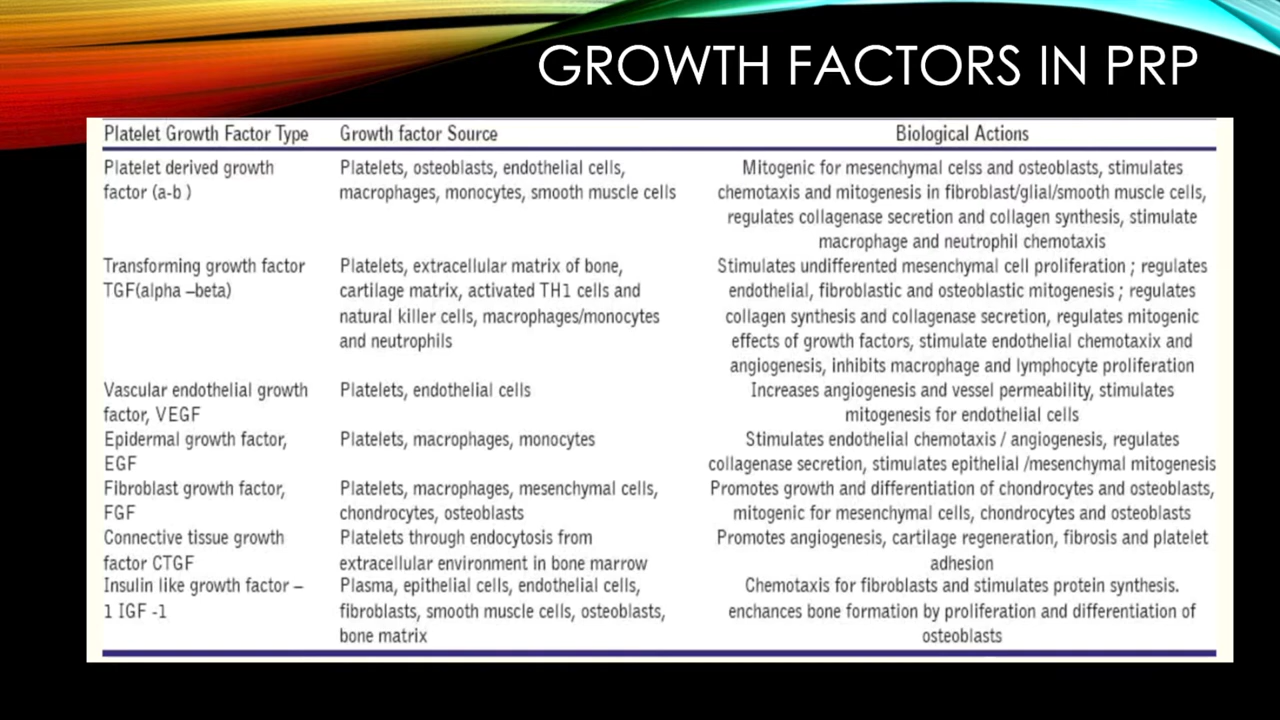 GROWTH FACTORS IN PRP
Platelet Growth Factor Type Growth factor Source Biological Actions
Platelet derived growth factor (a-b )
Platelets, osteoblasts, endothelial cells,
macrophages, monocytes, smooth muscle cells
Mitogenic for mesenchymal celss and osteoblasts, stimulates
chemotaxis and mitogenesis in fibroblast/glial/smooth muscle cells,
regulates collagenase secretion and collagen synthesis, stimulate
macrophage and neutrophil chemotaxis
Transforming growth factor
TGF(alpha –beta)
Platelets, extracellular matrix of bone,
cartilage matrix, activated TH1 cells and
natural killer cells, macrophages/monocytes
and neutrophils
Stimulates undifferented mesenchymal cell proliferation ; regulates
endothelial, fibroblastic and osteoblastic mitogenesis ; regulates
collagen synthesis and collagenase secretion, regulates mitogenic
effects of growth factors, stimulate endothelial chemotaxix and
angiogenesis, inhibits macrophage and lymphocyte proliferation
Vascular endothelial growth
factor, VEGF
Platelets, endothelial cells
Increases angiogenesis and vessel permeability, stimulates
mitogenesis for endothelial cells
Epidermal growth factor,
EGF
Platelets, macrophages, monocytes
Stimulates endothelial chemotaxis / angiogenesis, regulates
collagenase secretion, stimulates epithelial /mesenchymal mitogenesis
Fibroblast growth factor,
FGF
Platelets, macrophages, mesenchymal cells,
chondrocytes, osteoblasts
Promotes growth and differentiation of chondrocytes and osteoblasts,
mitogenic for mesenchymal cells, chondrocytes and osteoblasts
Connective tissue growth
factor CTGF
Platelets through endocytosis from
extracellular environment in bone marrow
Promotes angiogenesis, cartilage regeneration, fibrosis and platelet
adhesion
Insulin like growth factor –
1 IGF -1
Plasma, epithelial cells, endothelial cells,
fibroblasts, smooth muscle cells, osteoblasts,
bone matrix
Chemotaxis for fibroblasts and stimulates protein synthesis.
enchances bone formation by proliferation and differentiation of
osteoblasts